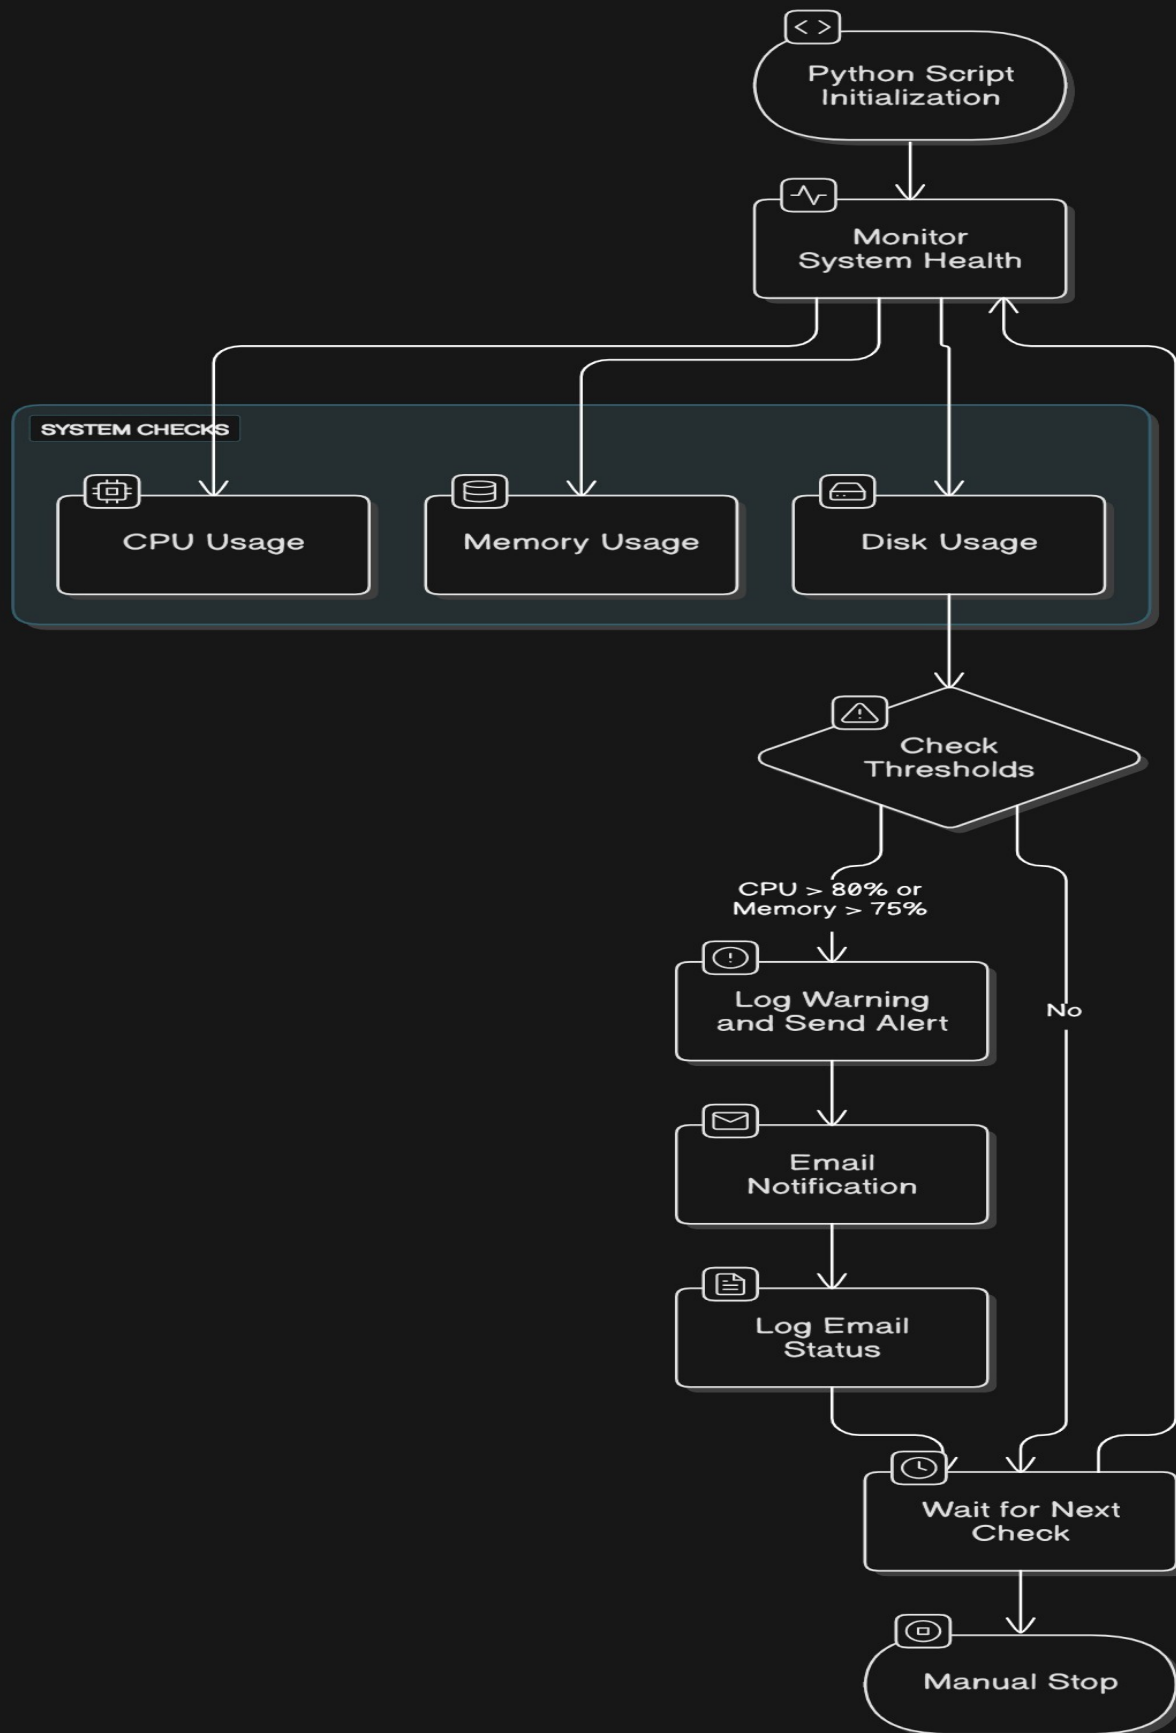 Python Script
Initialization
Monitor
System Health
SYSTEM CHECKS
CPU Usage
Memory Usage
Disk Usage
Check
Thresholds
CPU > 80% or
Memory > 75%
Log Warning
and Send Alert
No
Email
Notification
Log Email
Status
Wait for Next
Check
Manual Stop